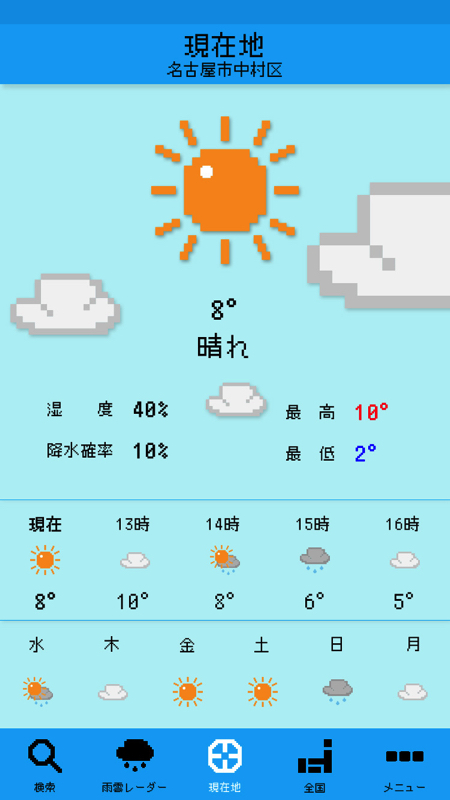 現在地
名古屋市中村区
8°
晴れ
湿 度 40%
最 高 10°
降水確率 10%
最 低 2°
現在 13時 14時 15時 16時
8° 10° 8° 6° 5°
水 木 金 土 日 月
検索 雨雲レーダー 現在地 全国 メニュー